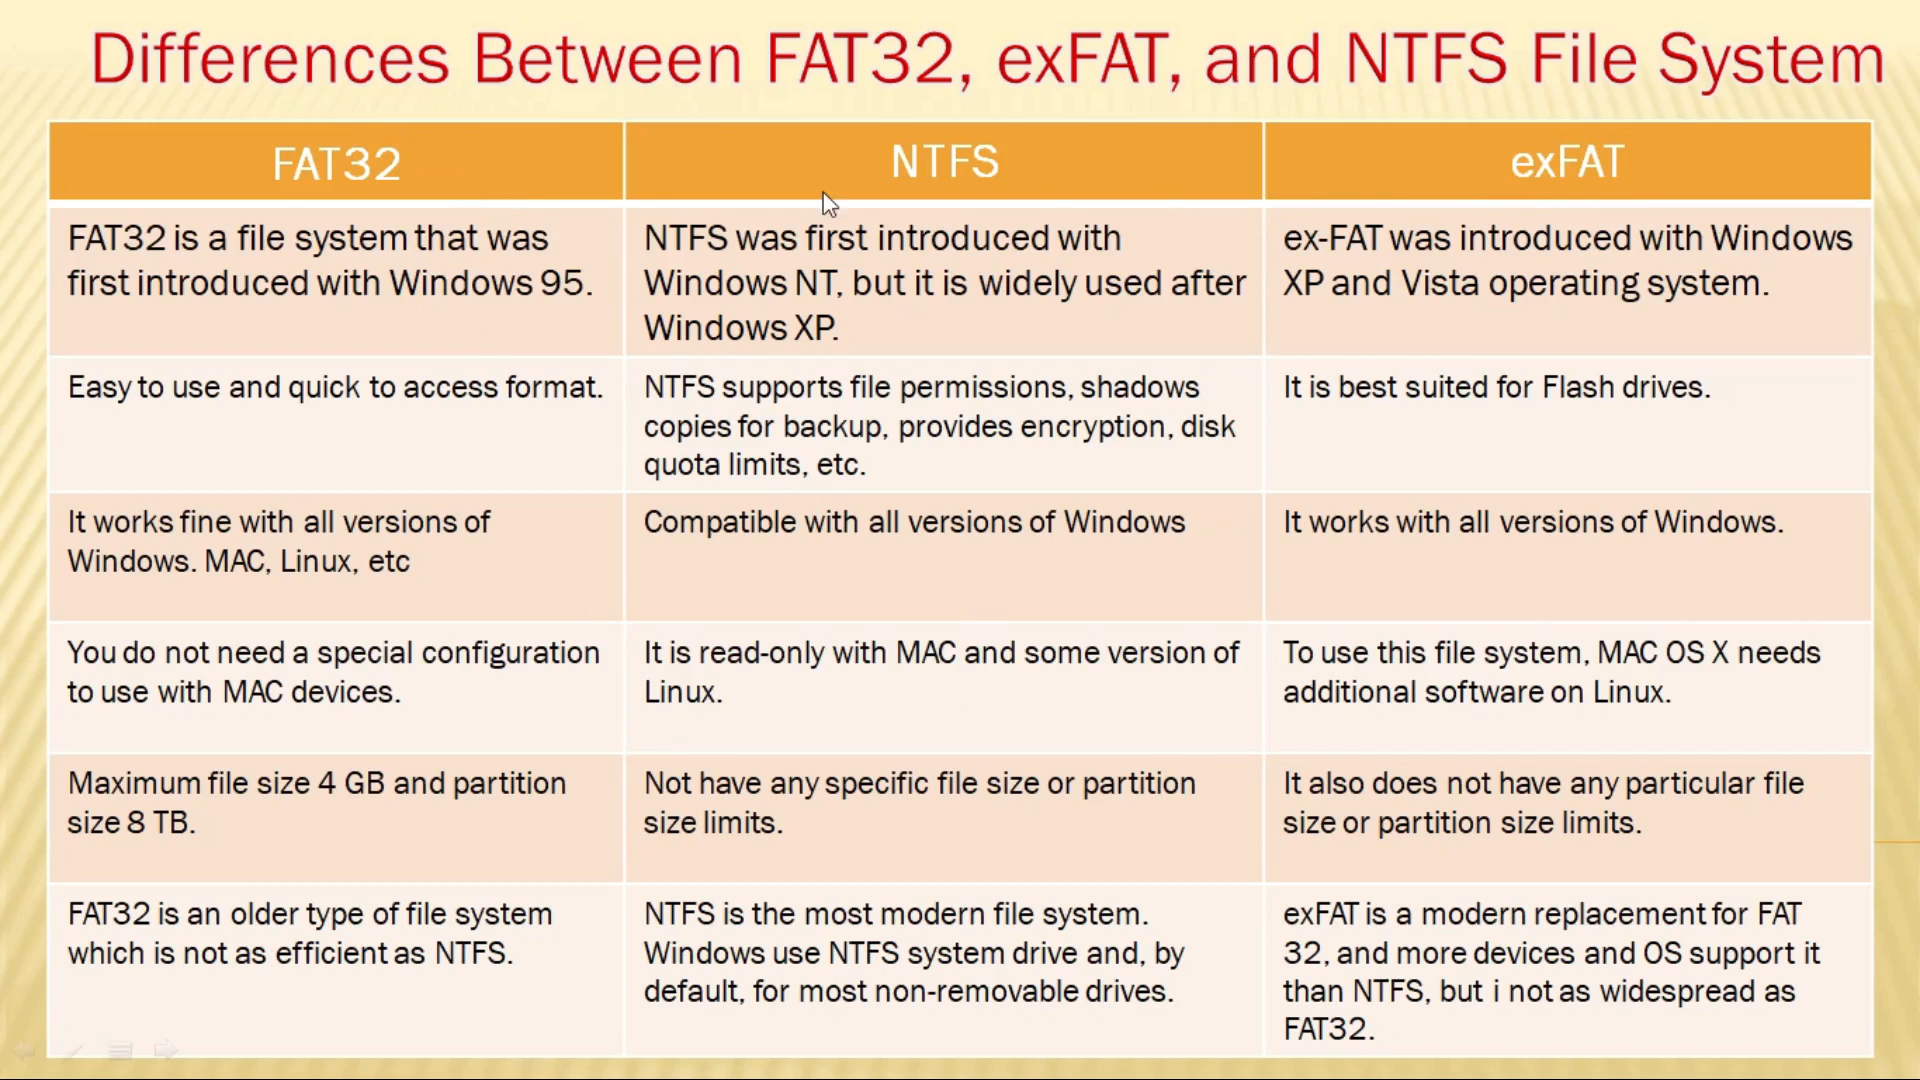 Differences Between FAT32, exFAT, and NTFS File System
FAT32
NTFS
exFAT
FAT32 is a file system that was
first introduced with Windows 95.
NTFS was first introduced with
Windows NT, but it is widely used after
Windows XP.
ex-FAT was introduced with Windows
XP and Vista operating system.
Easy to use and quick to access format.
NTFS supports file permissions, shadows
copies for backup, provides encryption, disk
quota limits, etc.
It is best suited for Flash drives.
It works fine with all versions of
Windows. MAC, Linux, etc
Compatible with all versions of Windows
It works with all versions of Windows.
You do not need a special configuration
to use with MAC devices.
It is read-only with MAC and some version of
Linux.
To use this file system, MAC OS X needs
additional software on Linux.
Maximum file size 4 GB and partition
size 8 TB.
Not have any specific file size or partition
size limits.
It also does not have any particular file
size or partition size limits.
FAT32 is an older type of file system
which is not as efficient as NTFS.
NTFS is the most modern file system.
Windows use NTFS system drive and, by
default, for most non-removable drives.
exFAT is a modern replacement for FAT
32, and more devices and OS support it
than NTFS, but i not as widespread as
FAT32.